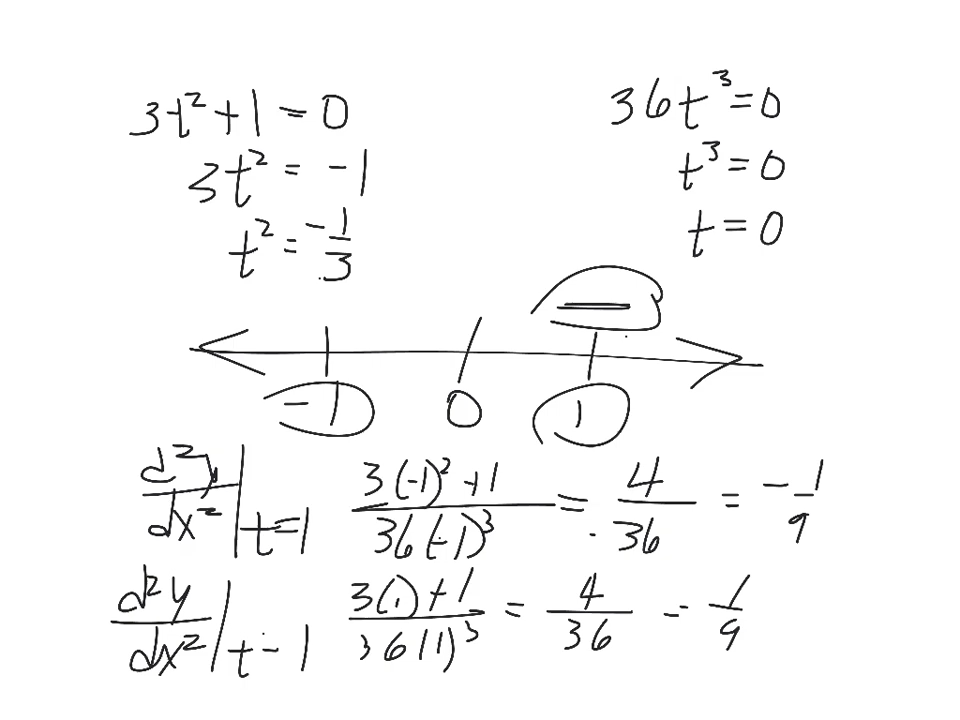 3t² + 1 = 0
3t² = -1
t² = -1/3
36t³ = 0
t³ = 0
t = 0
—
-1 0 1
d²y/dx² | t=1 3(-1)² + 1 / 36(-1)³ = 4/36 = -1/9
d²y/dx² | t-1 3(1) + 1 / 36(1)³ = 4/36 - 1/9